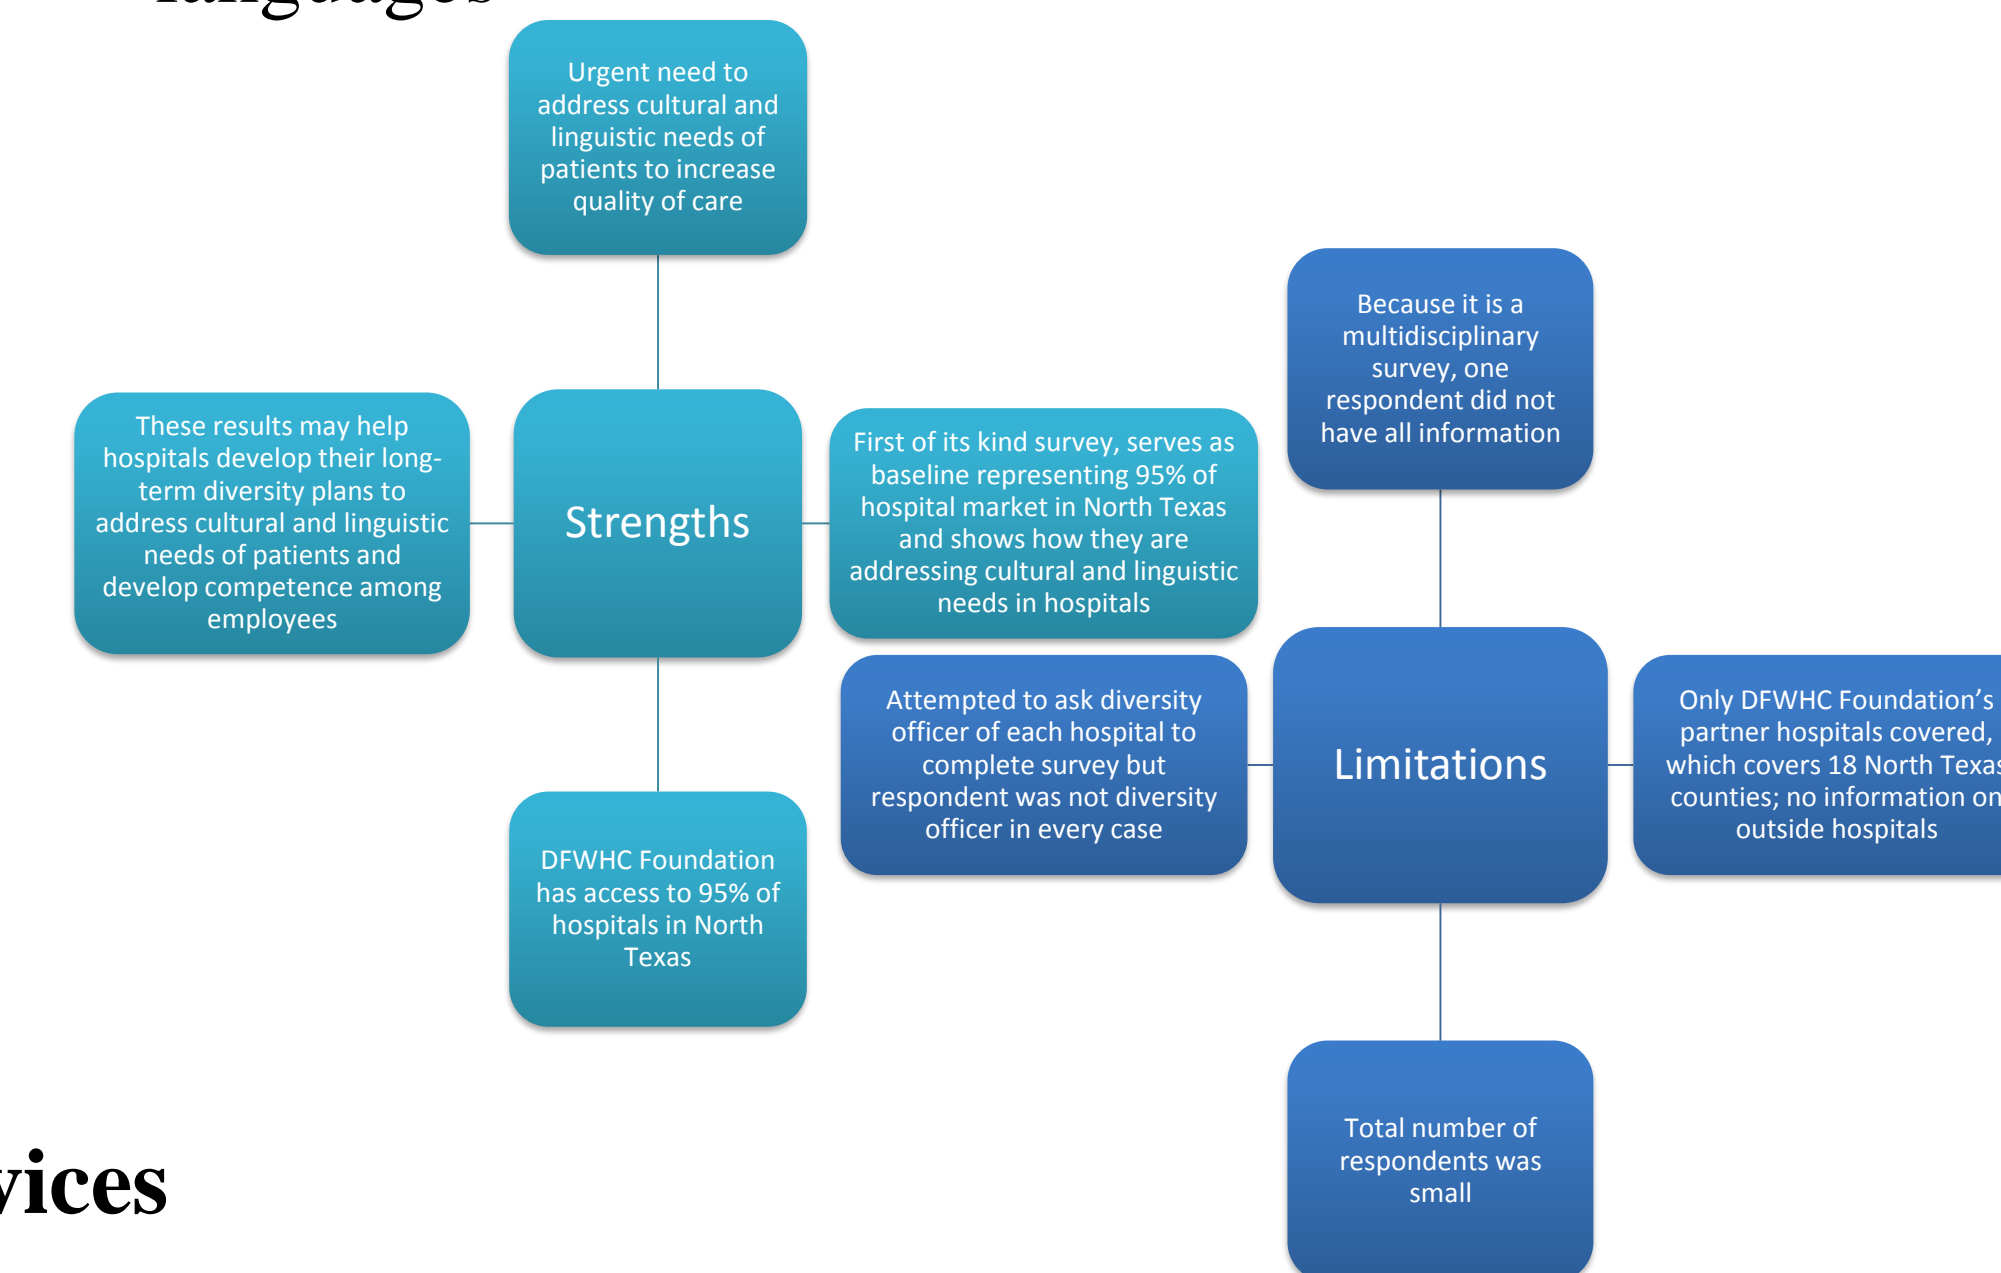 languages
Urgent need to
address cultural and
linguistic needs of
patients to increase
quality of care
These results may help
hospitals develop their long-
term diversity plans to
address cultural and linguistic
needs of patients and
develop competence among
employees
Strengths
First of its kind survey, serves as
baseline representing 95% of
hospital market in North Texas
and shows how they are
addressing cultural and linguistic
needs in hospitals
DFWHC Foundation
has access to 95% of
hospitals in North
Texas
Because it is a
multidisciplinary
survey, one
respondent did not
have all information
Attempted to ask diversity
officer of each hospital to
complete survey but
respondent was not diversity
officer in every case
Limitations
Only DFWHC Foundation’s
partner hospitals covered,
which covers 18 North Texas
counties; no information on
outside hospitals
Total number of
respondents was
small
vices